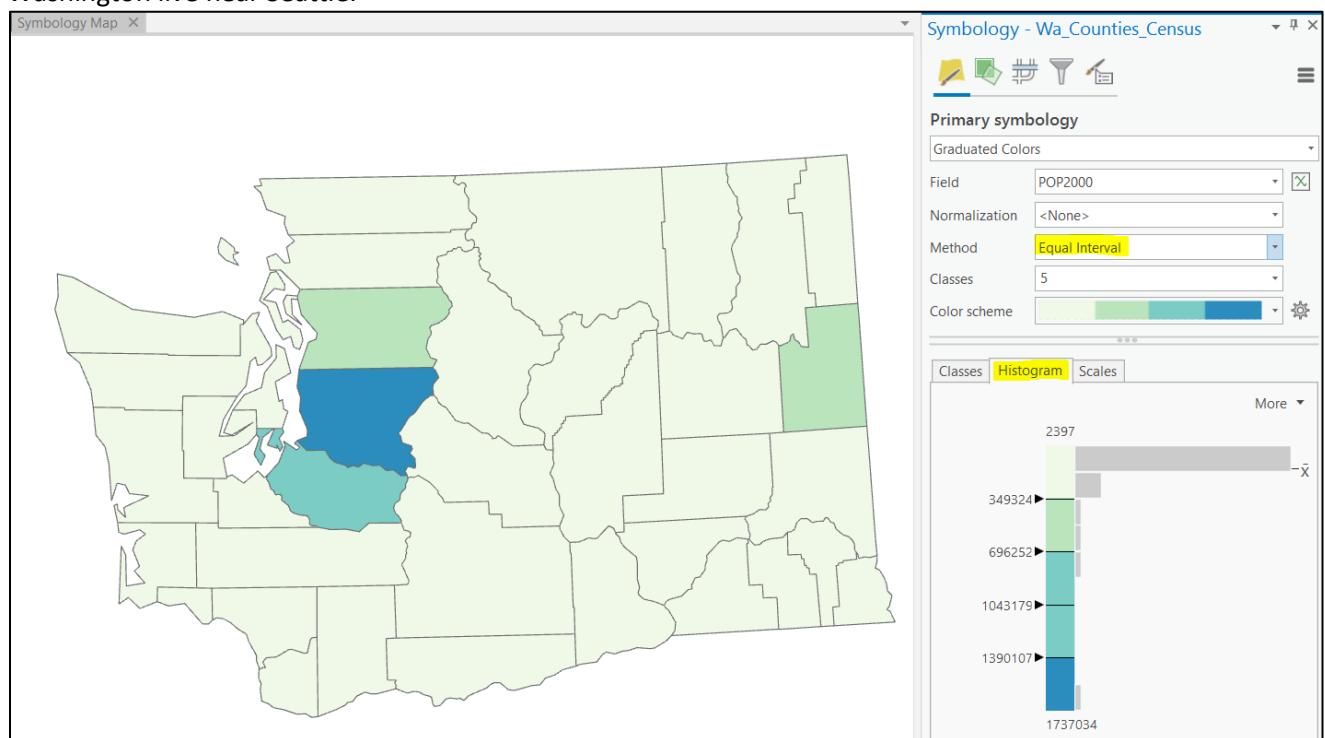 Symbology Map ×
Symbology - Wa_Counties_Census
Primary symbology
Graduated Colors
Field POP2000
Normalization <None>
Method Equal Interval
Classes 5
Color scheme
Classes Histogram Scales
More
2397
x̄
349324
696252
1043179
1390107
1737034